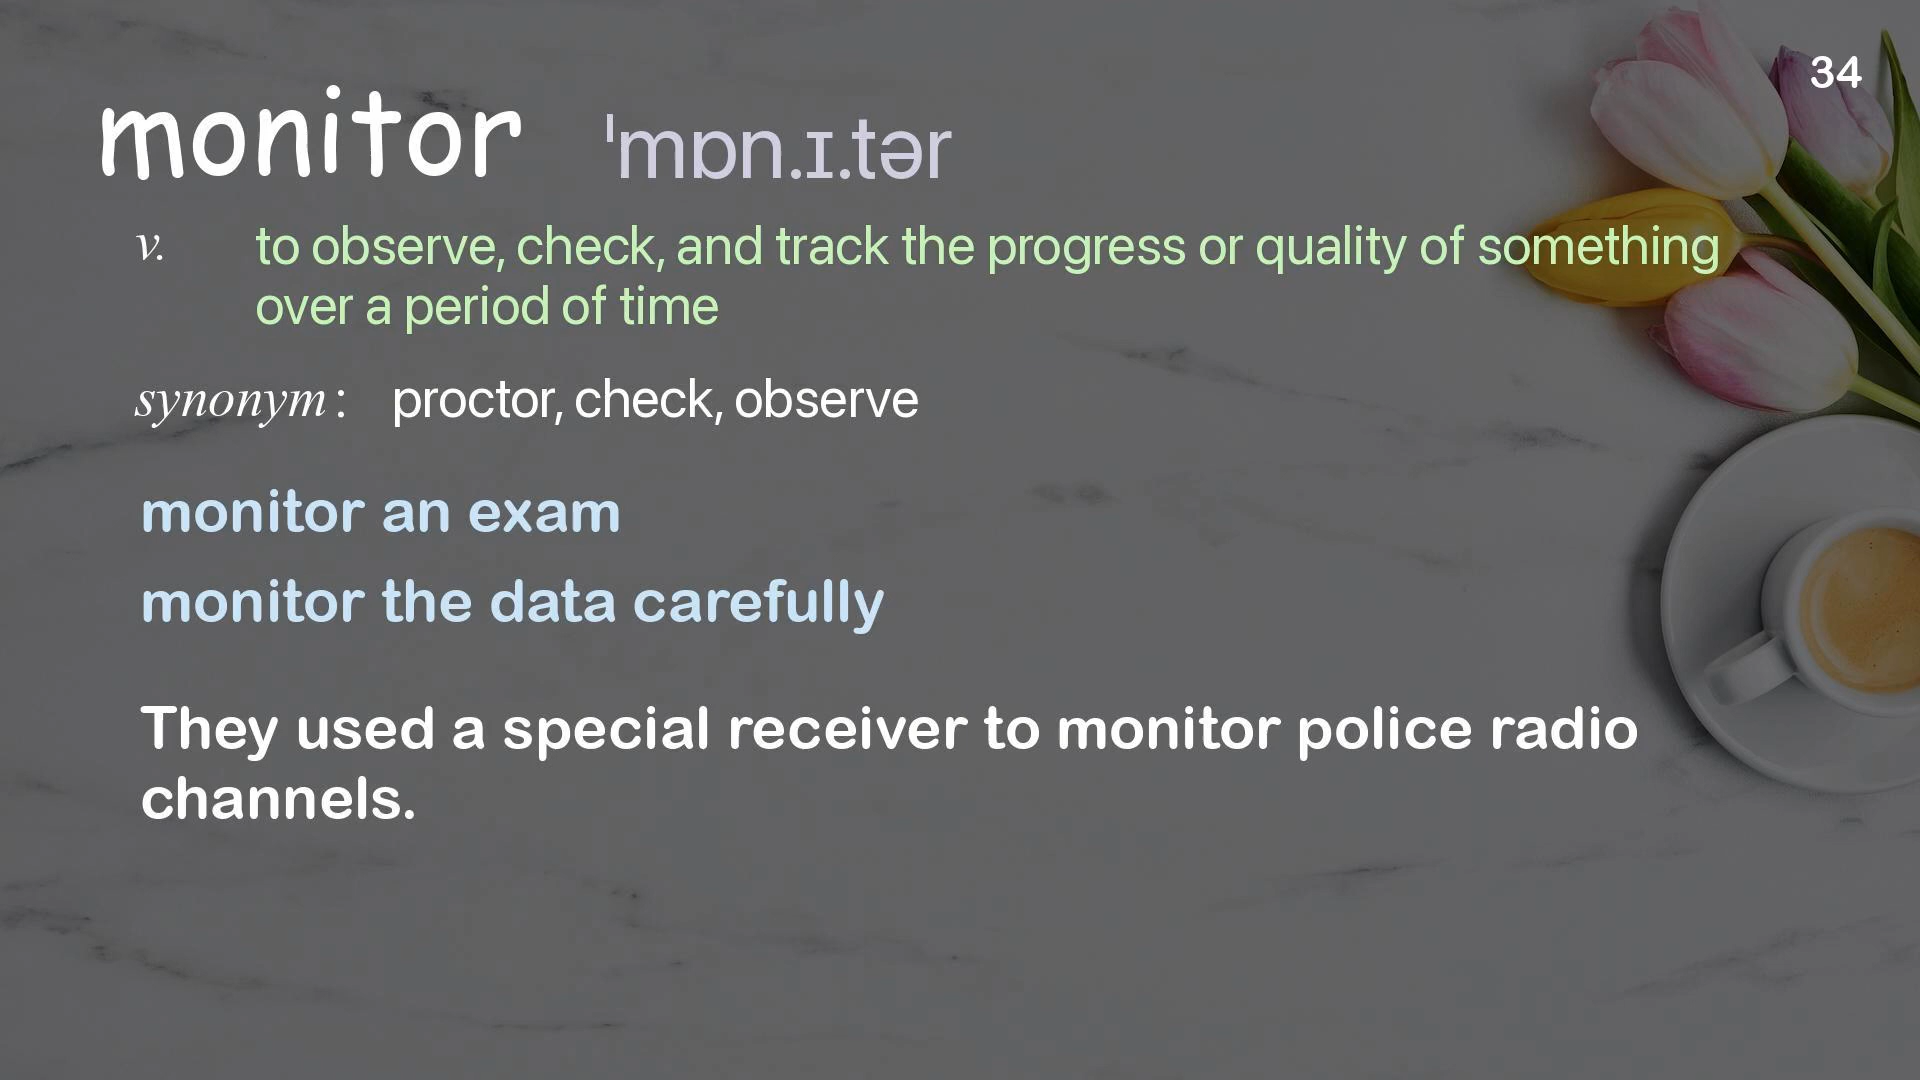 34
monitor ˈmɒn.ɪ.tər
v. to observe, check, and track the progress or quality of something
over a period of time
synonym: proctor, check, observe
monitor an exam
monitor the data carefully
They used a special receiver to monitor police radio
channels.